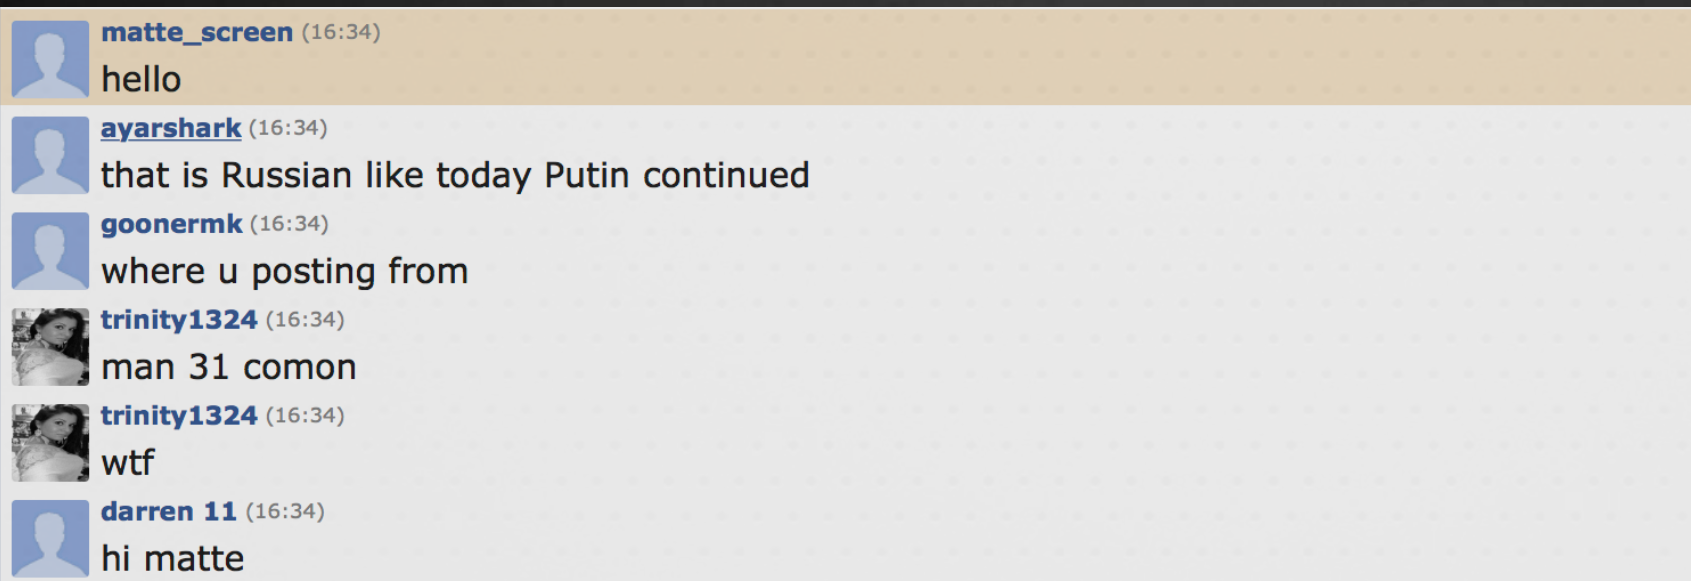 matte_screen (16:34)
hello
ayarshark (16:34)
that is Russian like today Putin continued
goonermk (16:34)
where u posting from
trinity1324 (16:34)
man 31 comon
trinity1324 (16:34)
wtf
darren 11 (16:34)
hi matte